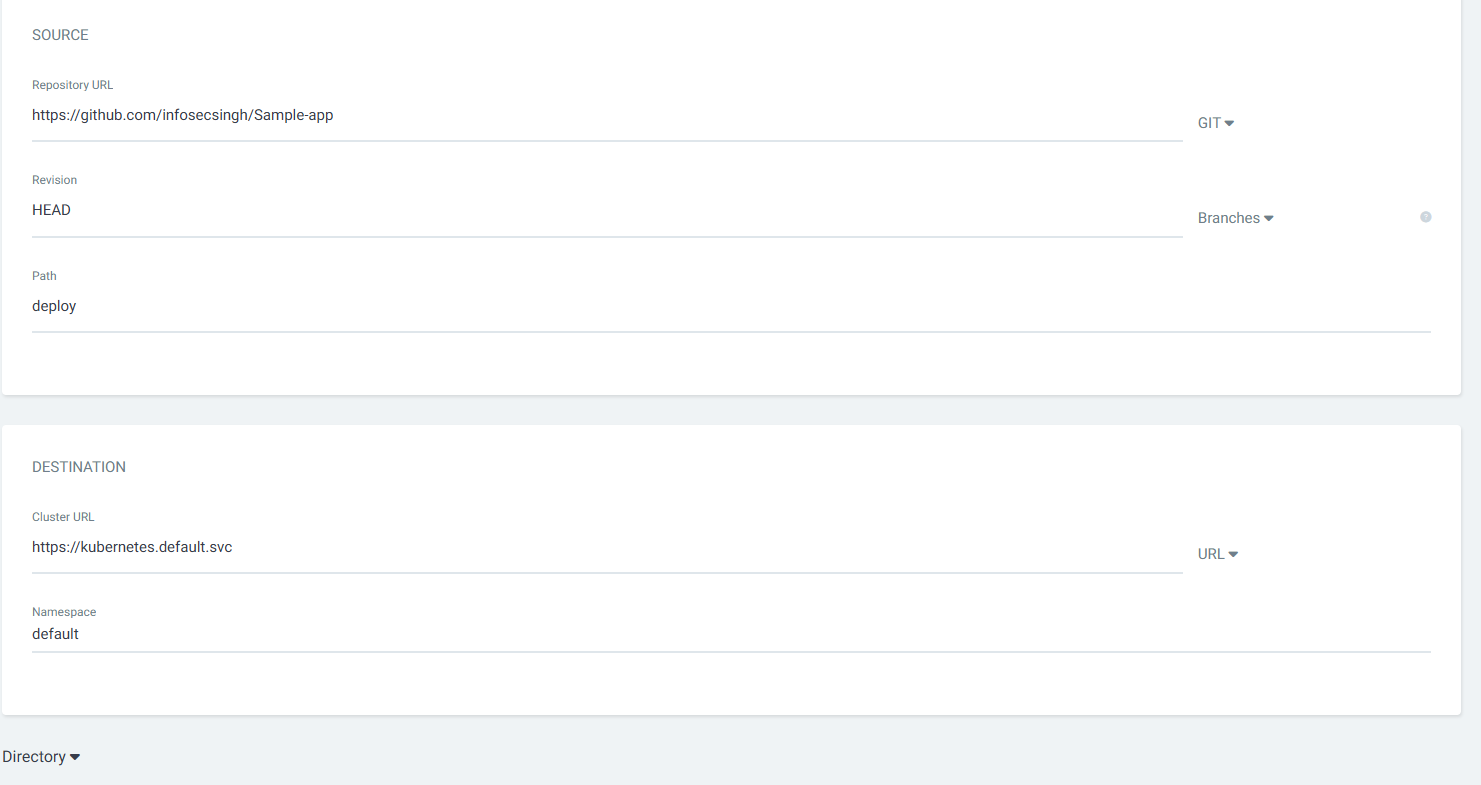 SOURCE
Repository URL
https://github.com/infosecsingh/Sample-app
GIT
Revision
HEAD
Branches
?
Path
deploy
DESTINATION
Cluster URL
https://kubernetes.default.svc
URL
Namespace
default
Directory